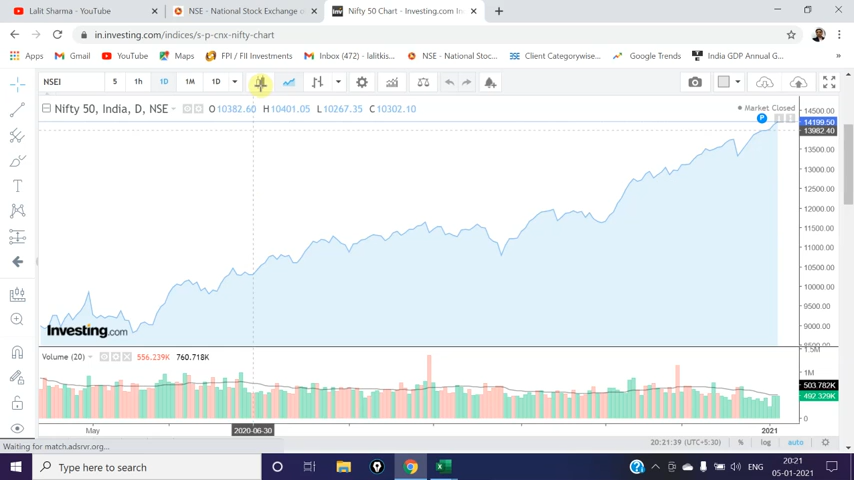 Lalit Sharma - YouTube
NSE - National Stock Exchange o
Nifty 50 Chart - Investing.com In
in.investing.com/indices/s-p-cnx-nifty-chart
Apps Gmail YouTube Maps FPI / FII Investments Inbox (472) - lalitkis... NSE - National Stoc... Client Categorywise... Google Trends India GDP Annual G...
NSEI 5 1h 1D 1M 1D
Nifty 50, India, D, NSE O 10382.60 H 10401.05 L 10267.35 C 10302.10
Market Closed
P
14500.00
14199.50
13982.40
13500.00
13000.00
12500.00
12000.00
11500.00
11000.00
10500.00
10000.00
9500.00
9000.00
8500.00
Investing.com
Volume (20) 556.239K 760.718K
1.5M
1M
503.782K
492.329K
0
May 2020-06-30 2021
20:21:39 (UTC+5:30) % log auto
Waiting for match.adsrvr.org...
Type here to search
ENG
20:21
05-01-2021